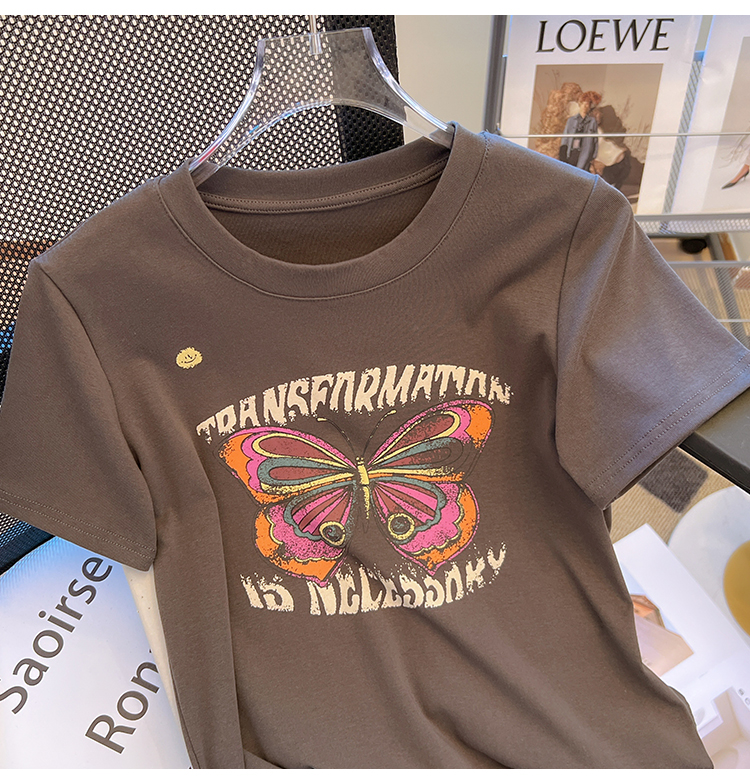 LOEWE
TRANSFORMATION
IS NECESSARY
Saoirse
Ron